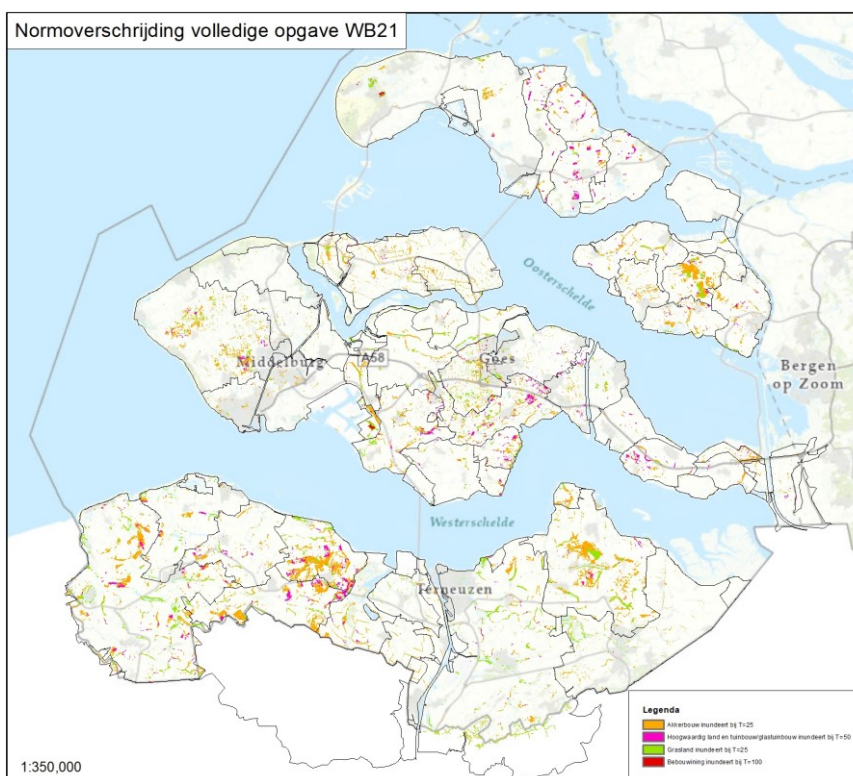 Normoverschrijding volledige opgave WB21
Oosterschelde
Middelburg
A58
Goes
Bergen
op Zoom
Westerschelde
Terneuzen
Legenda
Akkerbouw inundeert bij T=25
Hoogwaardig land en tuinbouw/glastuinbouw inundeert bij T=50
Grasland inundeert bij T=25
Bebouwining inundeert bij T=100
1:350,000